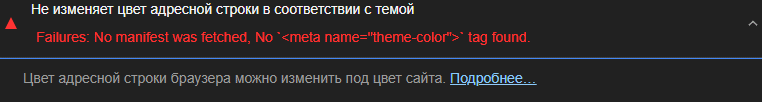 Не изменяет цвет адресной строки в соответствии с темой
Failures: No manifest was fetched, No `<meta name="theme-color">` tag found.
Цвет адресной строки браузера можно изменить под цвет сайта. Подробнее…